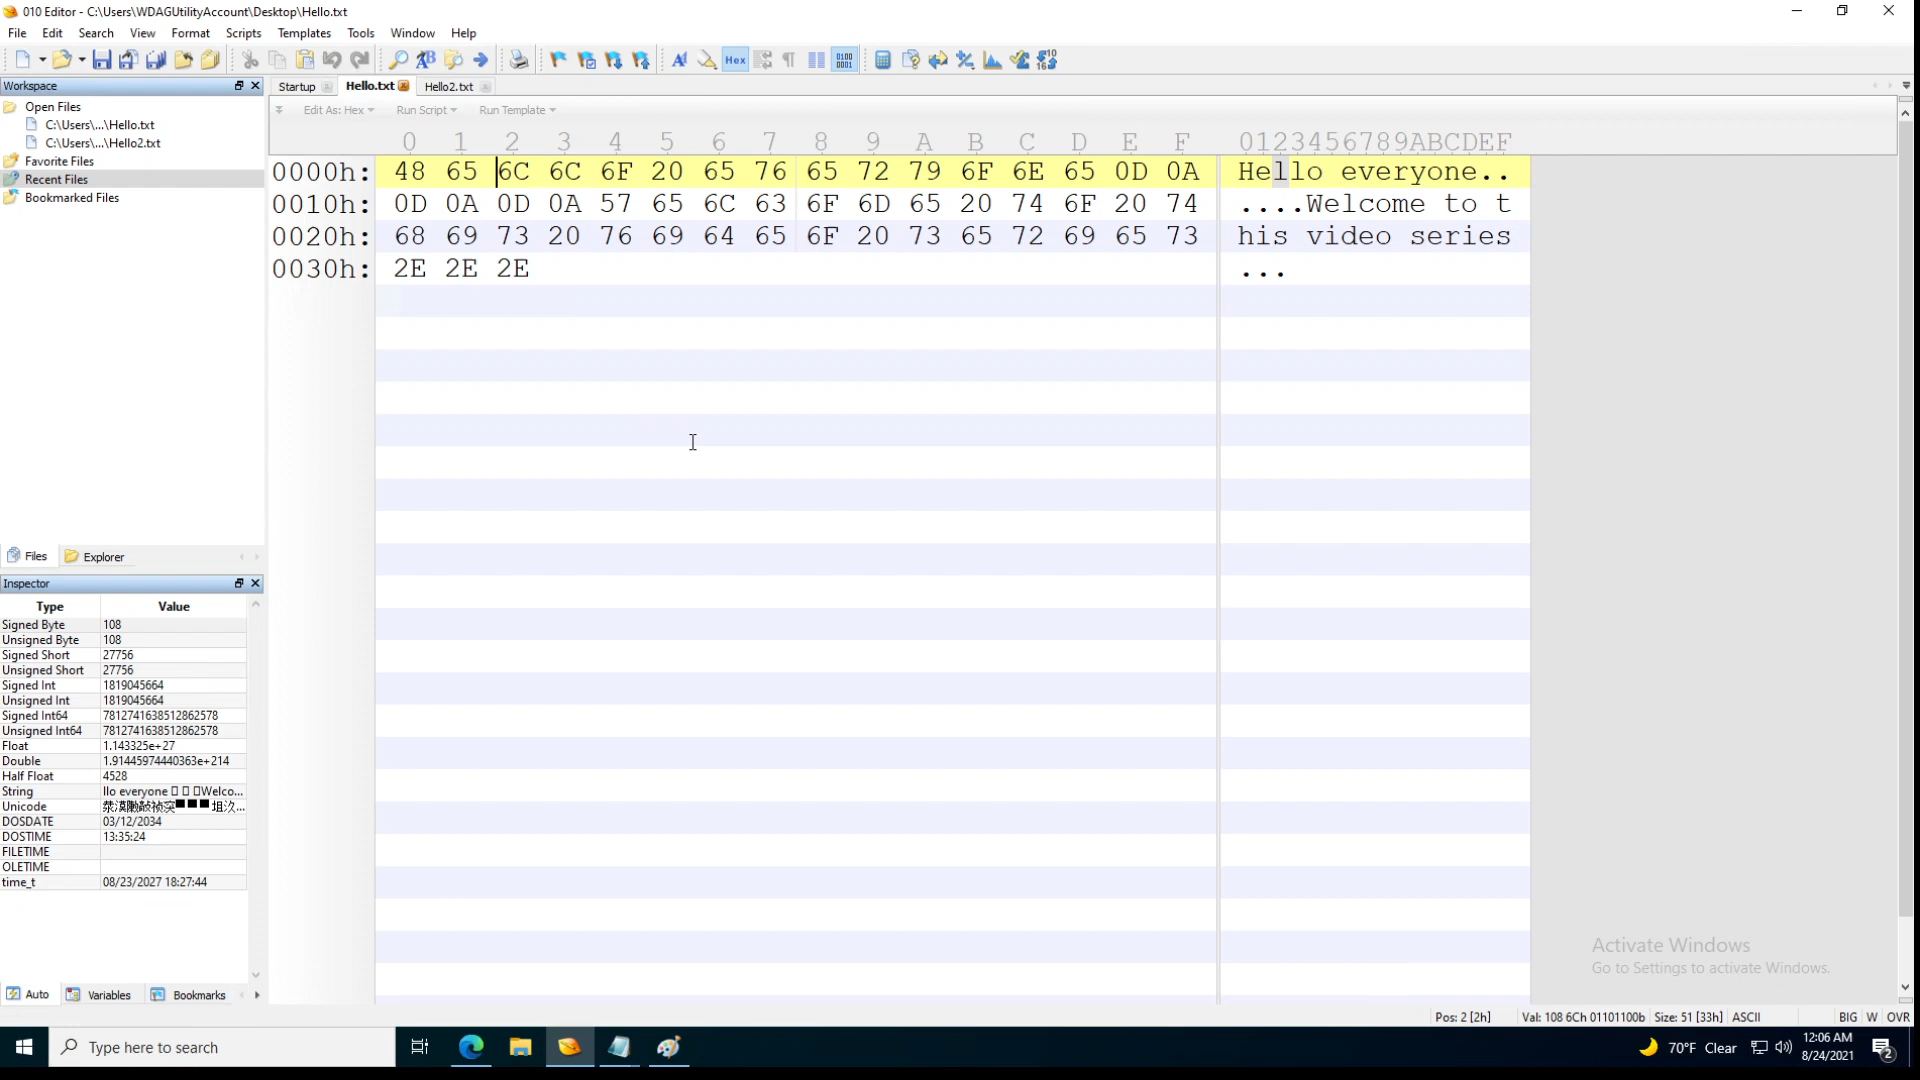 010 Editor - C:\Users\WDAGUtilityAccount\Desktop\Hello.txt
File Edit Search View Format Scripts Templates Tools Window Help
Hex
Workspace
Startup Hello.txt Hello2.txt
Open Files
C:\Users\...\Hello.txt
C:\Users\...\Hello2.txt
Favorite Files
Recent Files
Bookmarked Files
Files Explorer
Edit As: Hex Run Script Run Template
0 1 2 3 4 5 6 7 8 9 A B C D E F 0123456789ABCDEF
0000h: 48 65 6C 6C 6F 20 65 76 65 72 79 6F 6E 65 0D 0A Hello everyone..
0010h: 0D 0A 0D 0A 57 65 6C 63 6F 6D 65 20 74 6F 20 74 ....Welcome to t
0020h: 68 69 73 20 76 69 64 65 6F 20 73 65 72 69 65 73 his video series
0030h: 2E 2E 2E ...
Inspector
Type Value
Signed Byte 108
Unsigned Byte 108
Signed Short 27756
Unsigned Short 27756
Signed Int 1819045664
Unsigned Int 1819045664
Signed Int64 7812741638512862578
Unsigned Int64 7812741638512862578
Float 1.143325e+27
Double 1.91445974440363e+214
Half Float 4528
String llo everyone Welco...
Unicode
DOSDATE 03/12/2034
DOSTIME 13:35:24
FILETIME
OLETIME
time_t 08/23/2027 18:27:44
Auto Variables Bookmarks
Activate Windows
Go to Settings to activate Windows.
Pos: 2 [2h] Val: 108 6Ch 01101100b Size: 51 [33h] ASCII BIG W OVR
Type here to search
70°F Clear
12:06 AM
8/24/2021
2